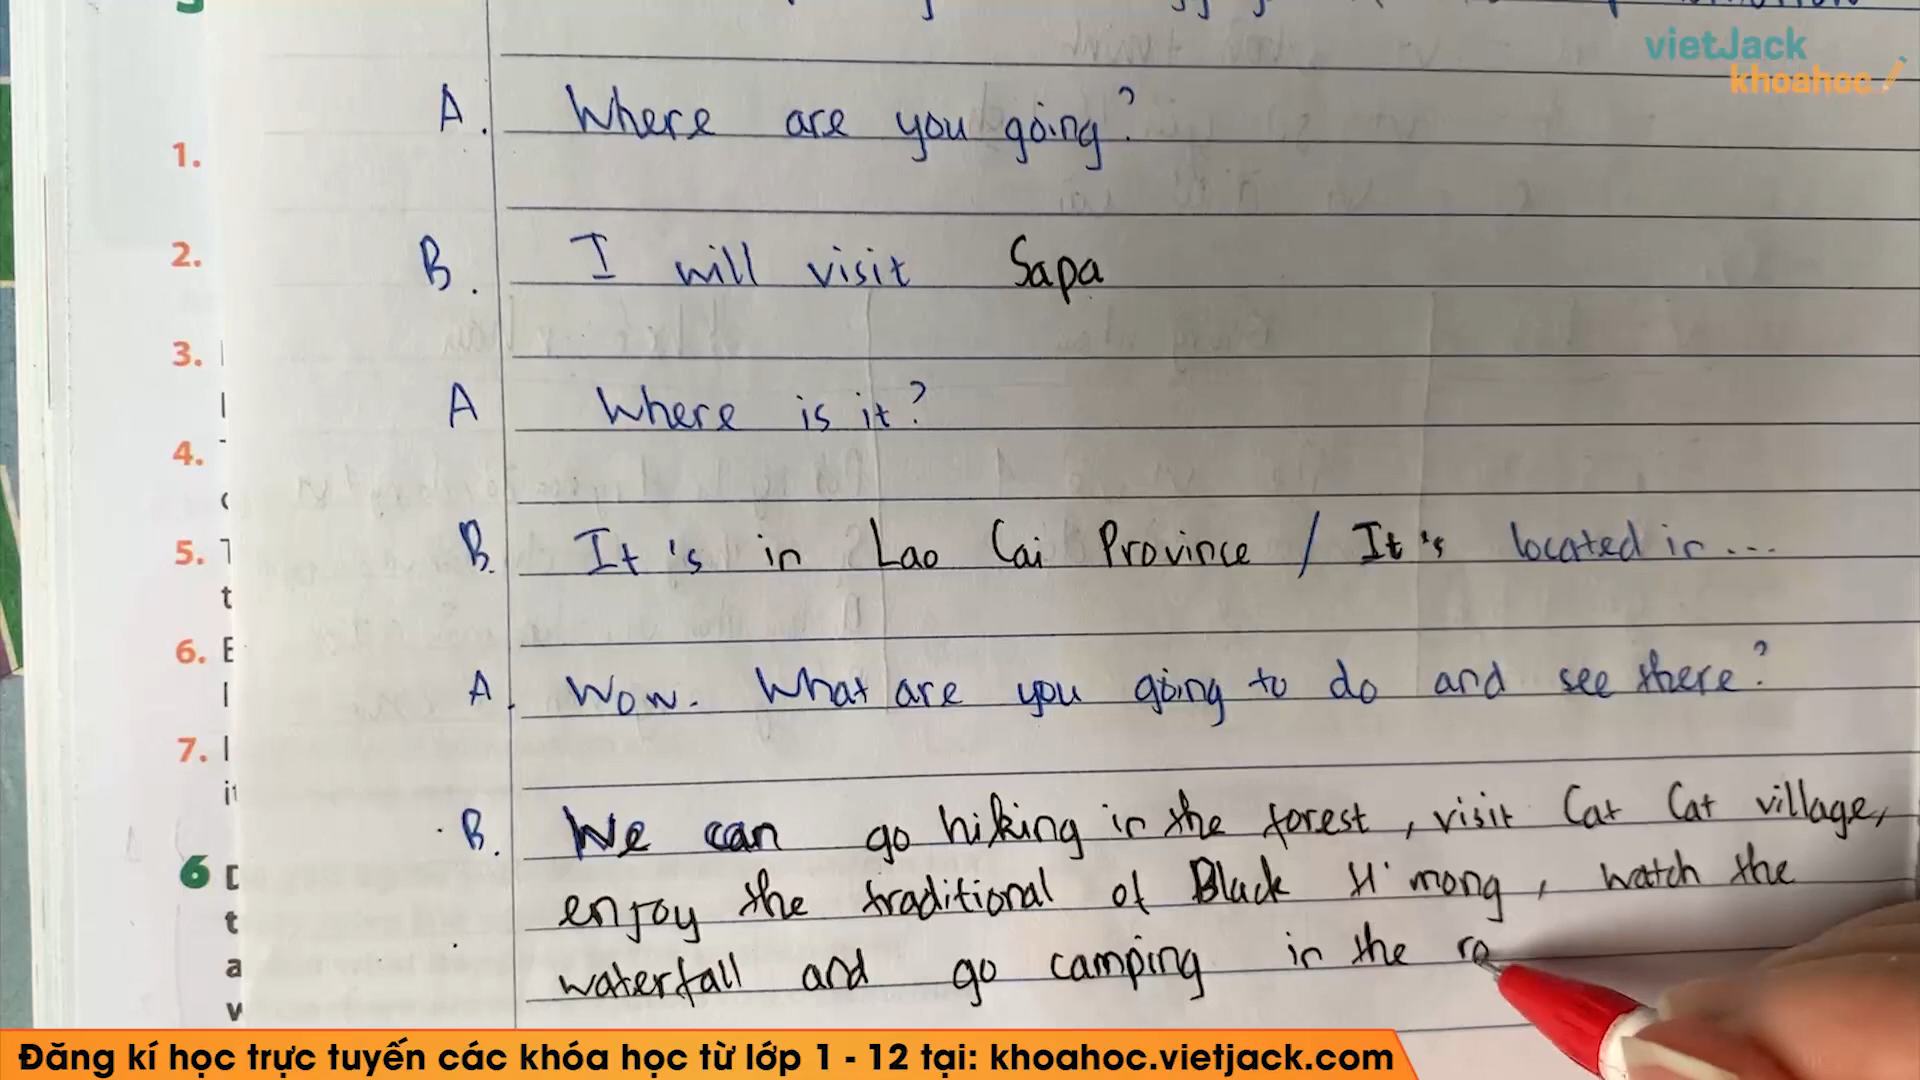 vietJack
khoahoc
A. Where are you going?
1.
B. I will visit Sapa
2.
3.
A Where is it?
4.
B. It's in Lao Cai Province / It's located in ...
5.
t
6. E
A. Wow. What are you going to do and see there?
7.
B. We can go hiking in the forest, visit Cat Cat village,
6
enjoy the traditional of Black H'mong, watch the
t
waterfall and go camping in the ro
a
Đăng kí học trực tuyến các khóa học từ lớp 1 - 12 tại: khoahoc.vietjack.com